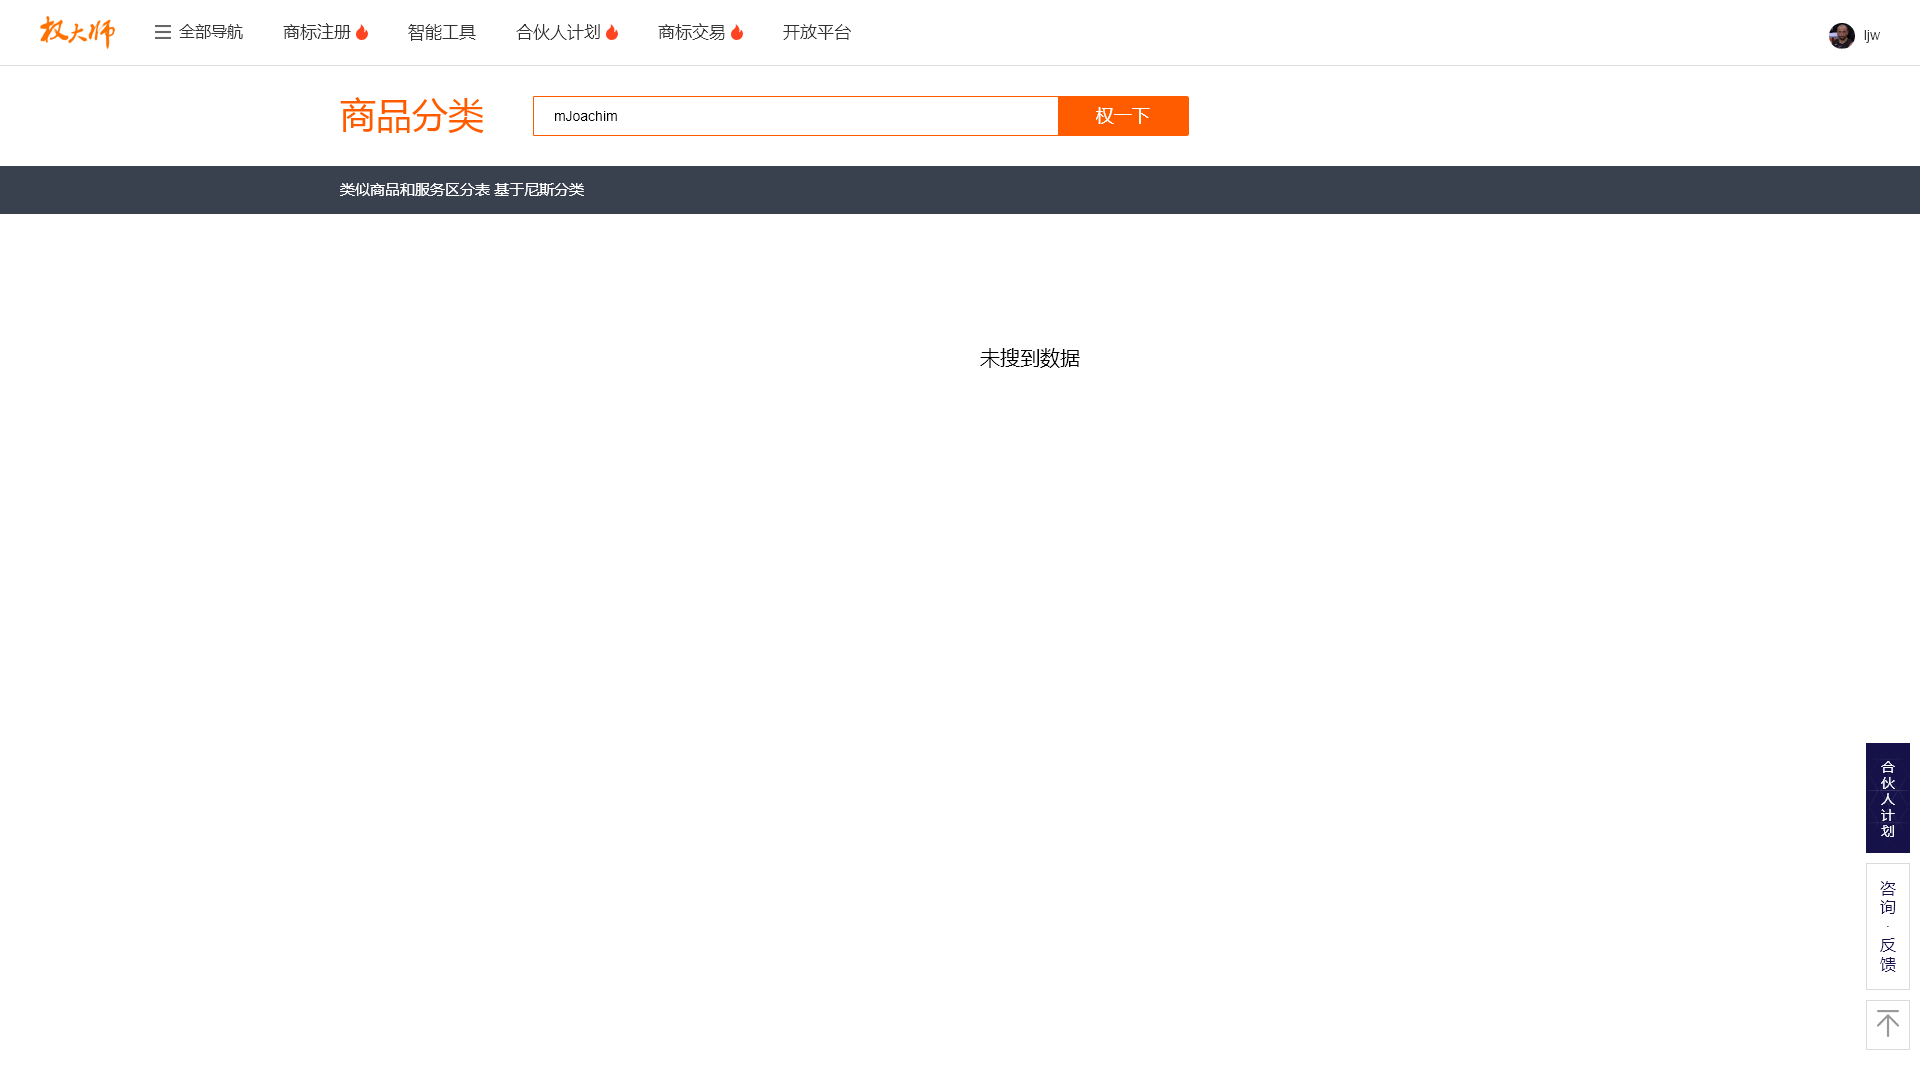 权大师 全部导航 商标注册 智能工具 合伙人计划 商标交易 开放平台 ljw
商品分类 mJoachim 权一下
类似商品和服务区分表 基于尼斯分类
未搜到数据
合伙人计划
咨询·反馈